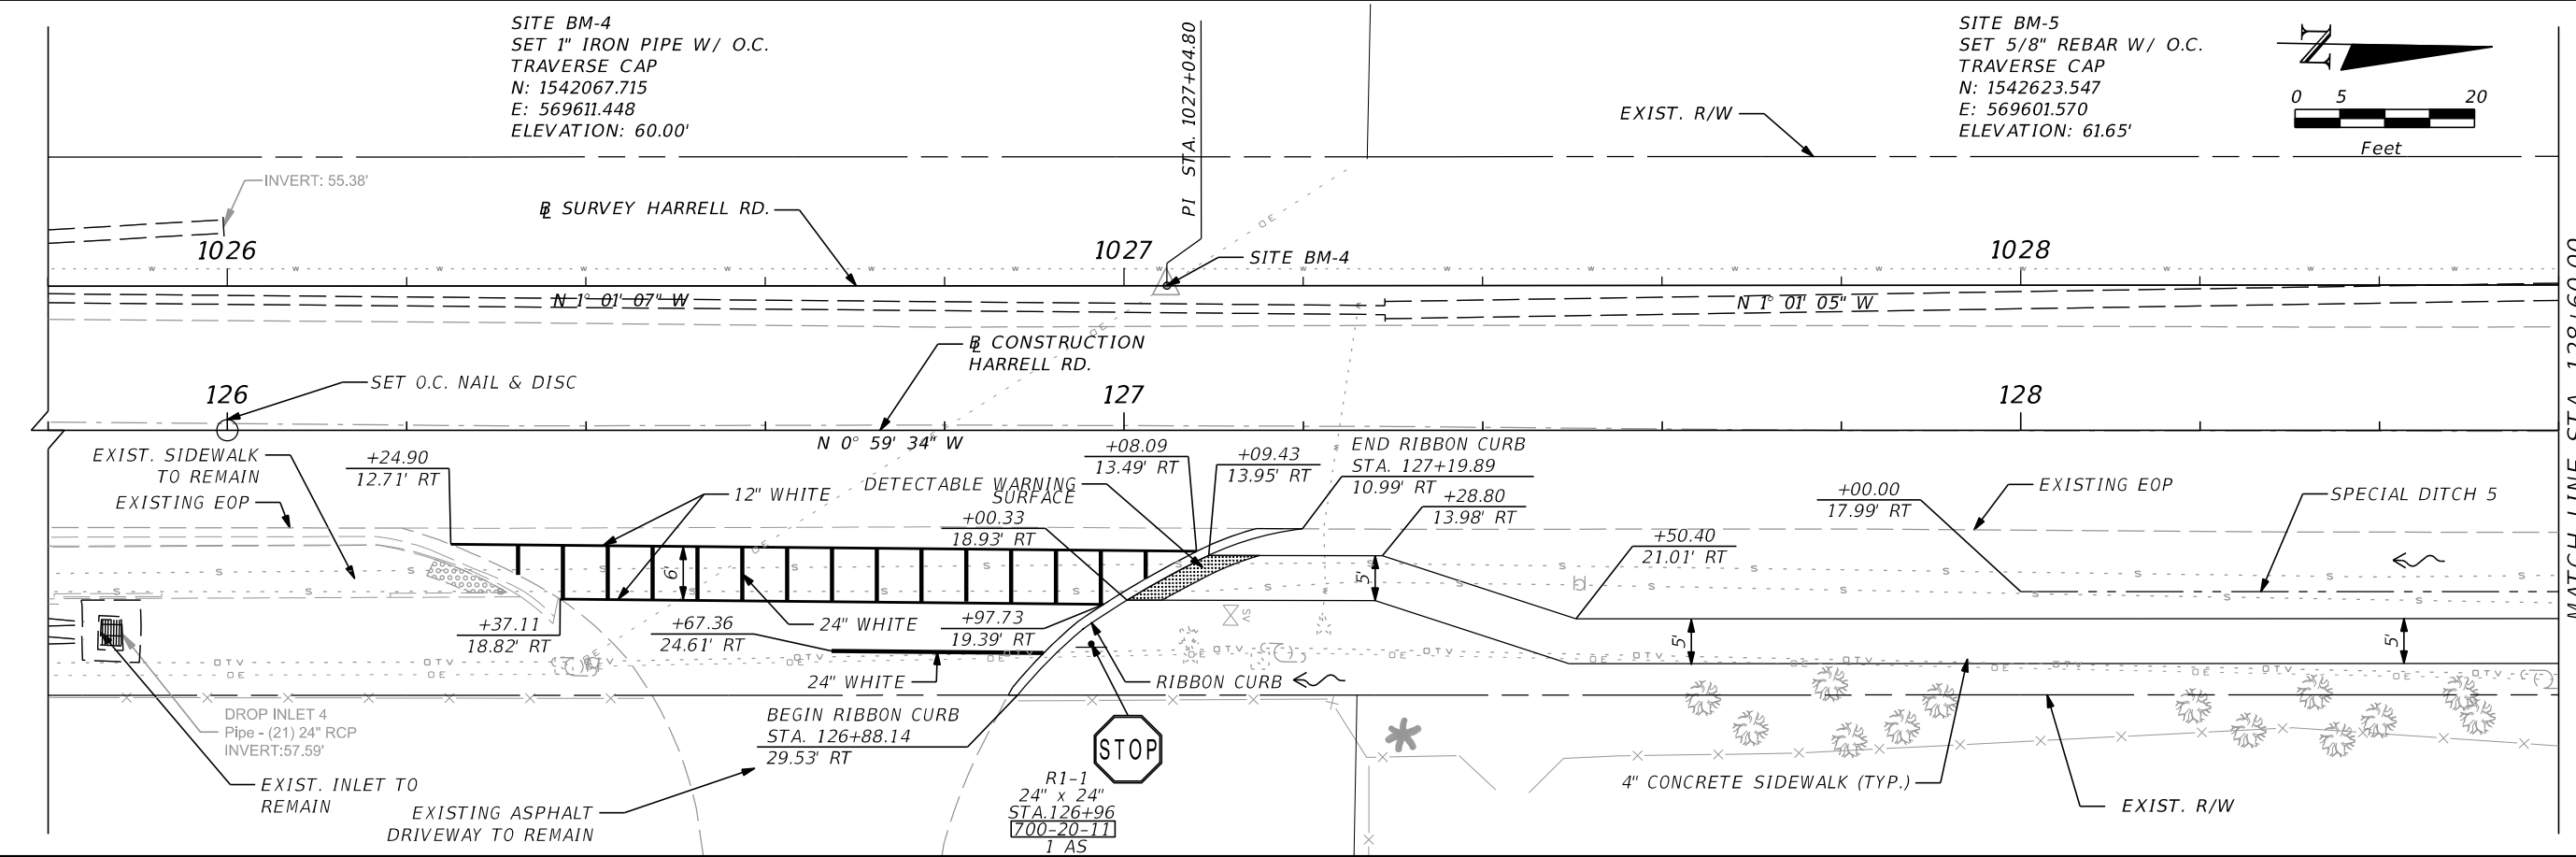 SITE BM-4
SET 1" IRON PIPE W/ O.C.
TRAVERSE CAP
N: 1542067.715
E: 569611.448
ELEVATION: 60.00'
PI STA. 1027+04.80
SITE BM-5
SET 5/8" REBAR W/ O.C.
TRAVERSE CAP
N: 1542623.547
E: 569601.570
ELEVATION: 61.65'
N
0 5 20
Feet
EXIST. R/W
INVERT: 55.38'
BL SURVEY HARRELL RD.
1026
1027
1028
SITE BM-4
N 1° 01' 07" W
N 1° 01' 05" W
BL CONSTRUCTION
HARRELL RD.
SET O.C. NAIL & DISC
126
127
128
N 0° 59' 34" W
MATCH LINE STA. 128+60.00
EXIST. SIDEWALK
TO REMAIN
EXISTING EOP
+24.90
12.71' RT
12" WHITE
DETECTABLE WARNING
SURFACE
+08.09
13.49' RT
+09.43
13.95' RT
END RIBBON CURB
STA. 127+19.89
10.99' RT
+28.80
13.98' RT
+00.33
18.93' RT
+50.40
21.01' RT
+00.00
17.99' RT
EXISTING EOP
SPECIAL DITCH 5
6'
5'
5'
5'
+37.11
18.82' RT
+67.36
24.61' RT
24" WHITE
+97.73
19.39' RT
SV
24" WHITE
RIBBON CURB
DROP INLET 4
Pipe - (21) 24" RCP
INVERT:57.59'
BEGIN RIBBON CURB
STA. 126+88.14
29.53' RT
STOP
R1-1
24" x 24"
STA.126+96
700-20-11
1 AS
EXIST. INLET TO
REMAIN
EXISTING ASPHALT
DRIVEWAY TO REMAIN
4" CONCRETE SIDEWALK (TYP.)
EXIST. R/W